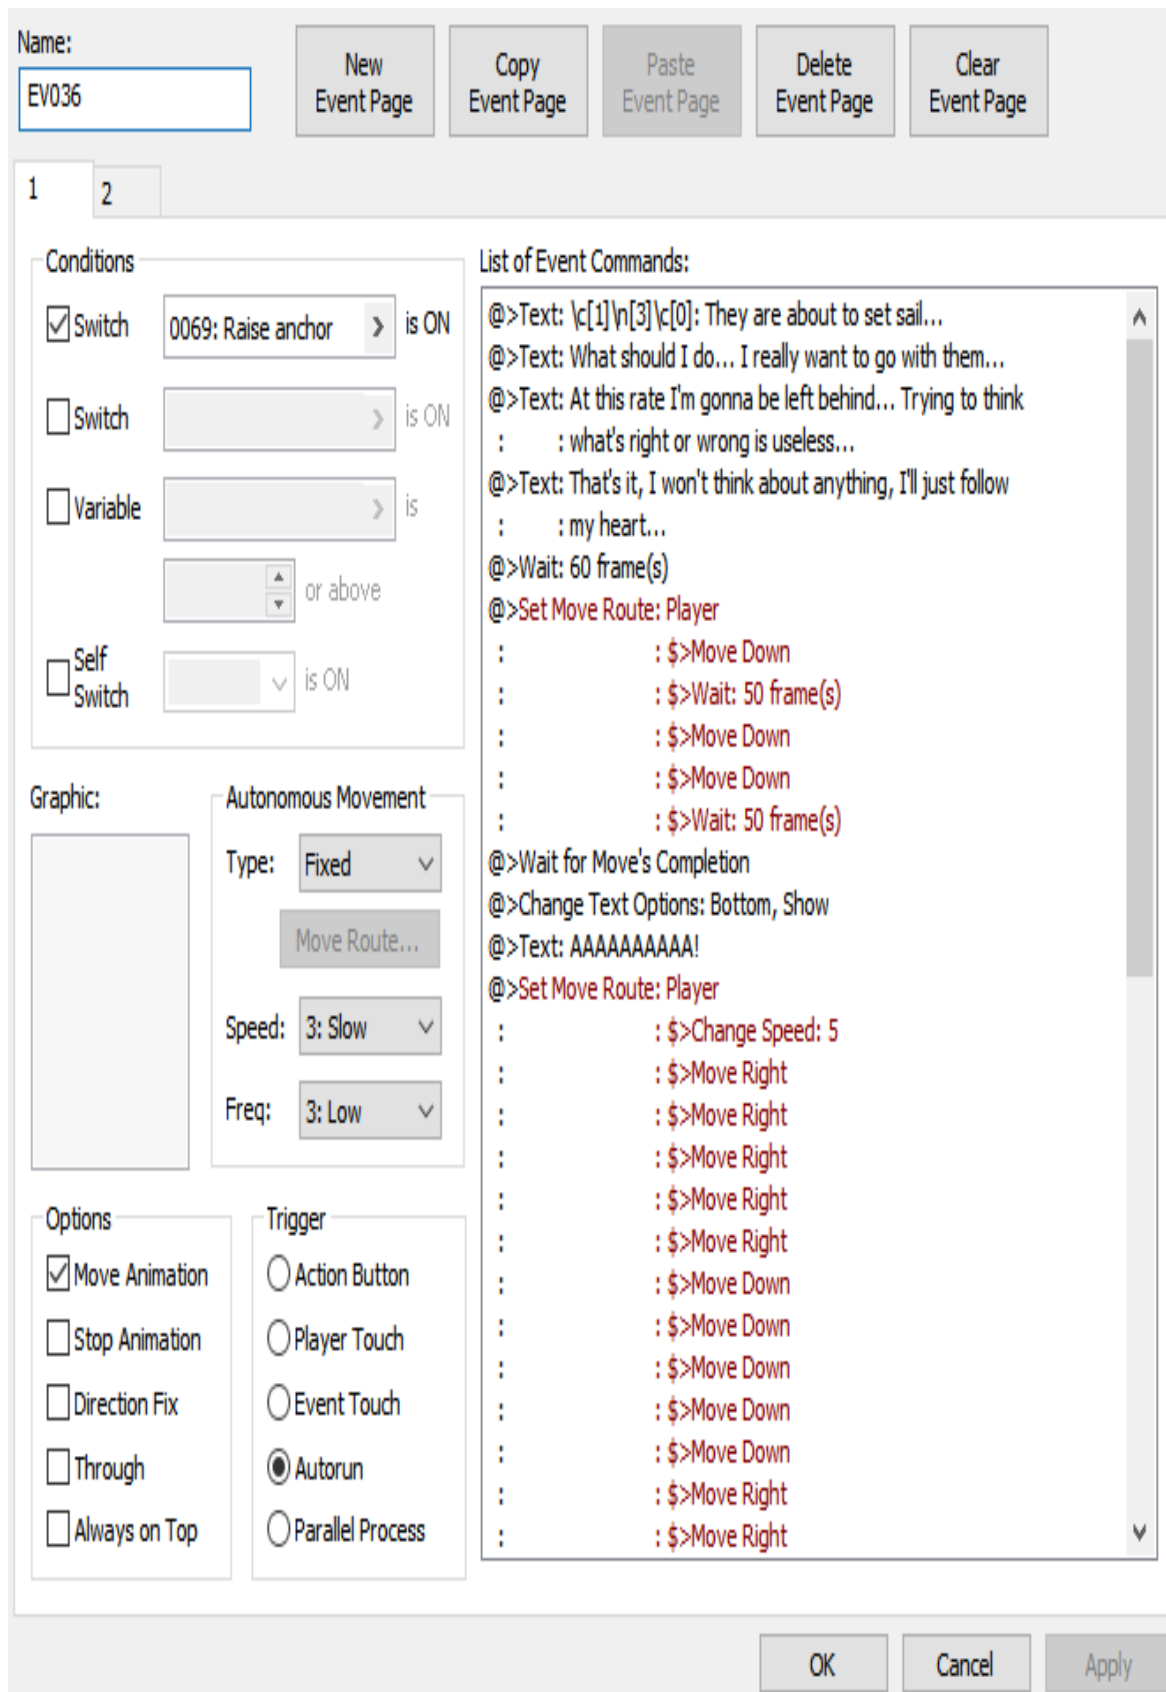 Name:
EV036
New
Event Page
Copy
Event Page
Paste
Event Page
Delete
Event Page
Clear
Event Page
1
2
Conditions
Switch
0069: Raise anchor
is ON
Switch
is ON
Variable
is
or above
Self
Switch
is ON
Graphic:
Autonomous Movement
Type:
Fixed
Move Route...
Speed:
3: Slow
Freq:
3: Low
Options
Move Animation
Stop Animation
Direction Fix
Through
Always on Top
Trigger
Action Button
Player Touch
Event Touch
Autorun
Parallel Process
List of Event Commands:
@>Text: \c[1]\n[3]\c[0]: They are about to set sail...
@>Text: What should I do... I really want to go with them...
@>Text: At this rate I'm gonna be left behind... Trying to think
: : what's right or wrong is useless...
@>Text: That's it, I won't think about anything, I'll just follow
: : my heart...
@>Wait: 60 frame(s)
@>Set Move Route: Player
: : $>Move Down
: : $>Wait: 50 frame(s)
: : $>Move Down
: : $>Move Down
: : $>Wait: 50 frame(s)
@>Wait for Move's Completion
@>Change Text Options: Bottom, Show
@>Text: AAAAAAAAAA!
@>Set Move Route: Player
: : $>Change Speed: 5
: : $>Move Right
: : $>Move Right
: : $>Move Right
: : $>Move Right
: : $>Move Right
: : $>Move Down
: : $>Move Down
: : $>Move Down
: : $>Move Down
: : $>Move Down
: : $>Move Right
: : $>Move Right
OK
Cancel
Apply